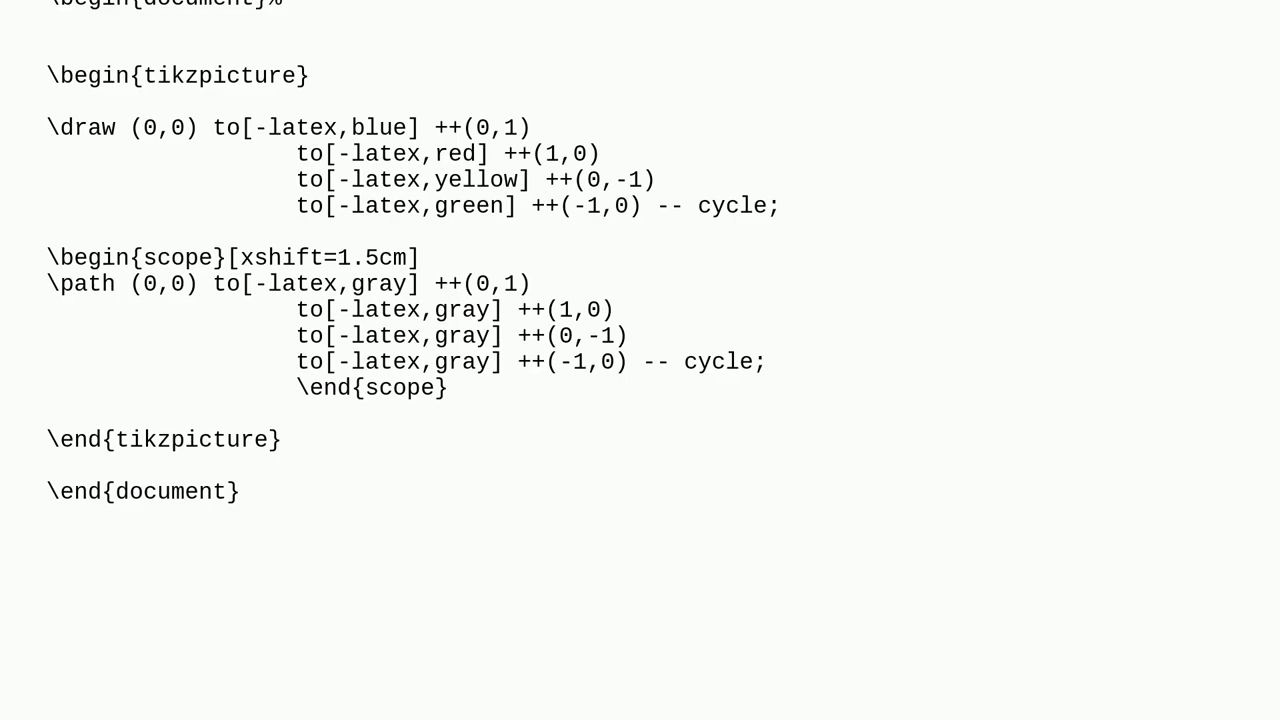 \begin{document}%
\begin{tikzpicture}
\draw (0,0) to[-latex,blue] ++(0,1)
to[-latex,red] ++(1,0)
to[-latex,yellow] ++(0,-1)
to[-latex,green] ++(-1,0) -- cycle;
\begin{scope}[xshift=1.5cm]
\path (0,0) to[-latex,gray] ++(0,1)
to[-latex,gray] ++(1,0)
to[-latex,gray] ++(0,-1)
to[-latex,gray] ++(-1,0) -- cycle;
\end{scope}
\end{tikzpicture}
\end{document}